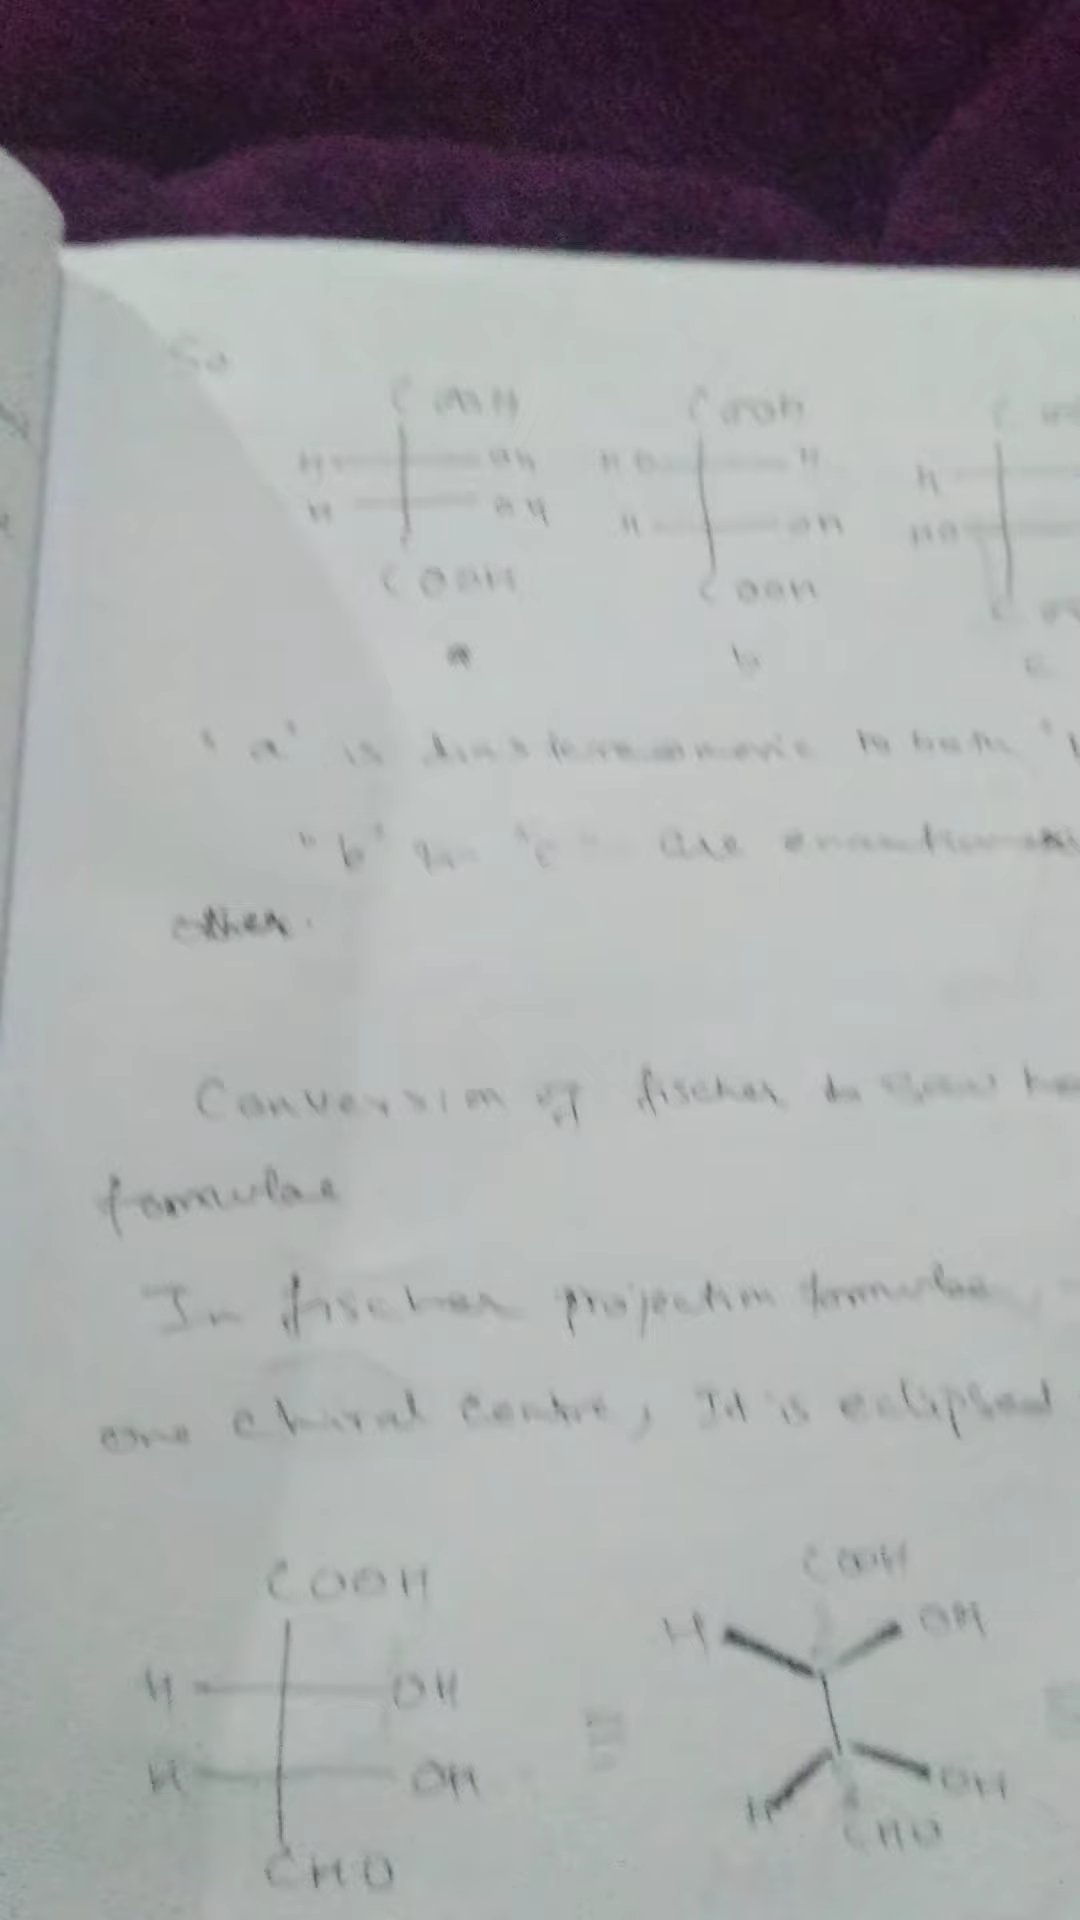 So
COOH COOH
H OH HO H H
H OH H OH HO
COOH COOH
a b c
'a' is diastereomeric to both
"b" "c" are
other.
Conversion of fischer to saw
formulae
In fischer projection formulae,
one chiral centre, It is eclipsed
COOH COOH
H OH H OH
≡
H OH H OH
CHO CHO